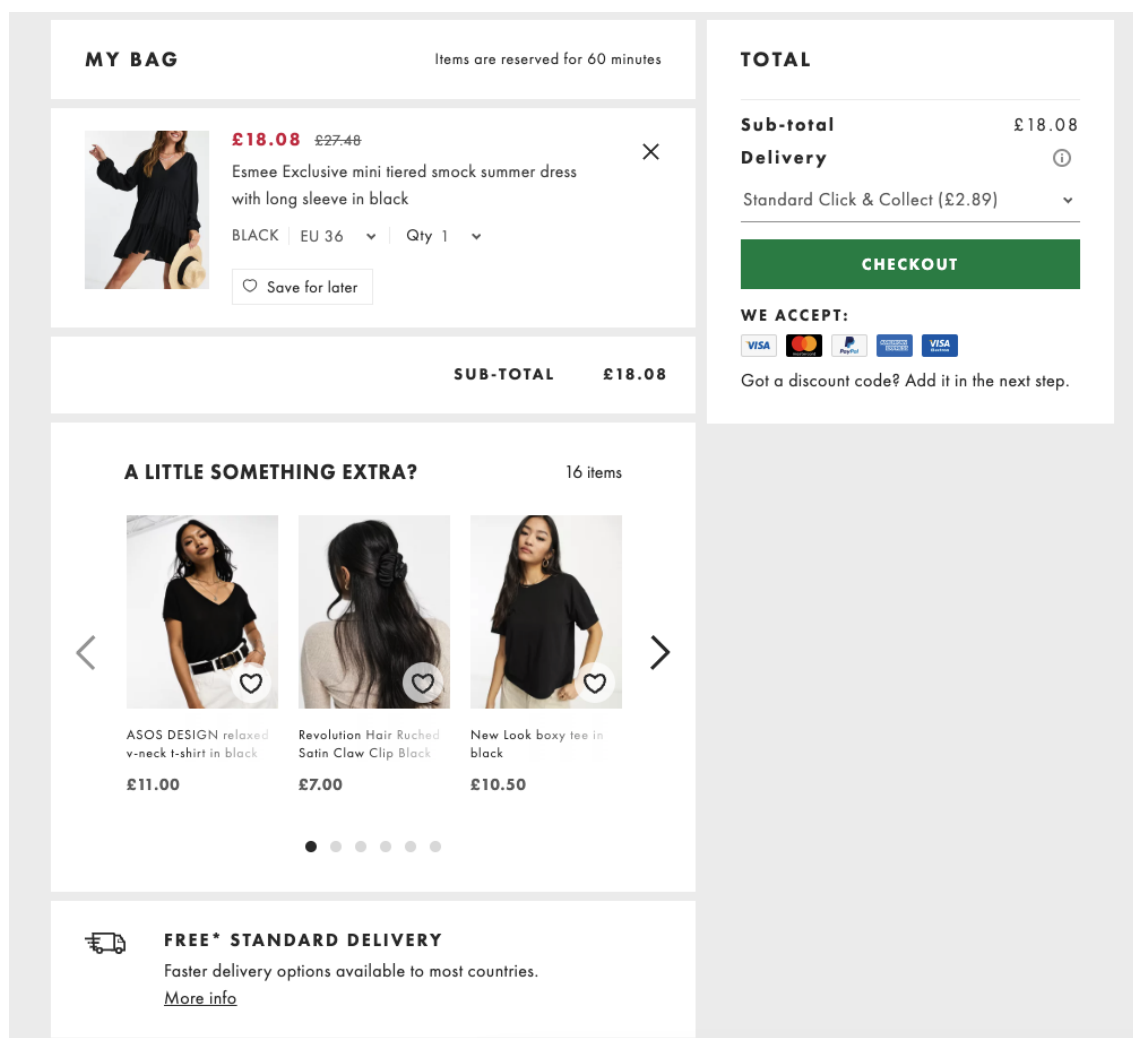 MY BAG
Items are reserved for 60 minutes
£18.08 £27.48
Esmee Exclusive mini tiered smock summer dress
with long sleeve in black
BLACK EU 36 Qty 1
Save for later
SUB-TOTAL £18.08
A LITTLE SOMETHING EXTRA?
16 items
ASOS DESIGN relaxed
v-neck t-shirt in black
£11.00
Revolution Hair Ruched
Satin Claw Clip Black
£7.00
New Look boxy tee in
black
£10.50
FREE* STANDARD DELIVERY
Faster delivery options available to most countries.
More info
TOTAL
Sub-total £18.08
Delivery
Standard Click & Collect (£2.89)
CHECKOUT
WE ACCEPT:
VISA
PayPal
AMERICAN EXPRESS
VISA
Got a discount code? Add it in the next step.